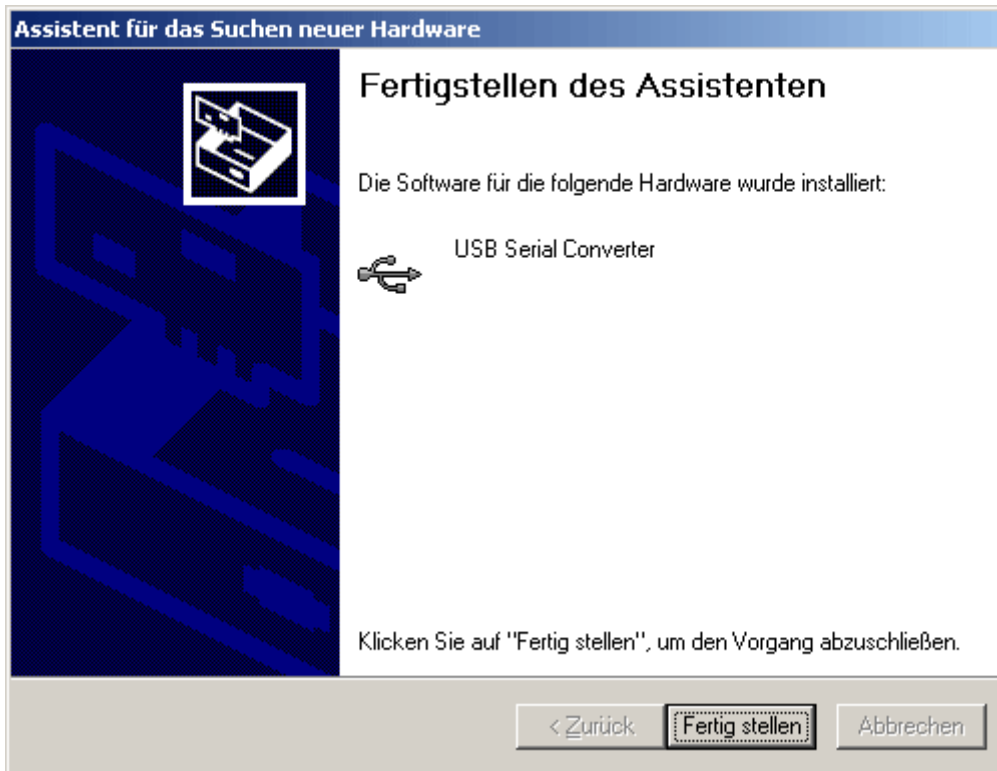 Assistent für das Suchen neuer Hardware
Fertigstellen des Assistenten
Die Software für die folgende Hardware wurde installiert:
USB Serial Converter
Klicken Sie auf "Fertig stellen", um den Vorgang abzuschließen.
< Zurück
Fertig stellen
Abbrechen